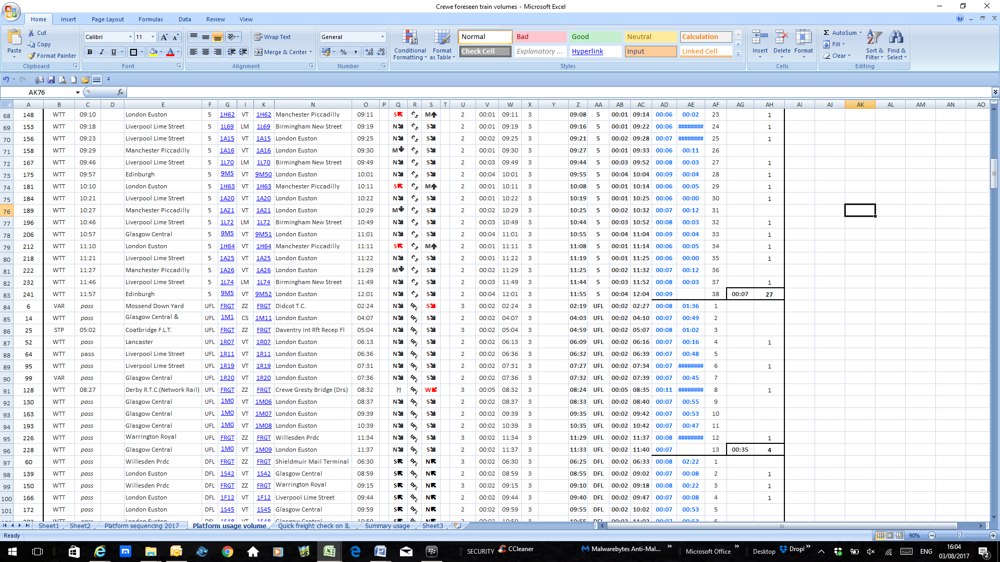 Crewe foreseen train volumes - Microsoft Excel
Home Insert Page Layout Formulas Data Review View
Paste Cut Copy Format Painter Clipboard
Calibri 11 B I U A Font
Wrap Text Merge & Center Alignment
General % , Number
Conditional Formatting Format as Table
Normal Bad Good Neutral Calculation
Check Cell Explanatory ... Hyperlink Input Linked Cell
Styles
Insert Delete Format Cells
Σ AutoSum Fill Clear Sort & Filter Find & Select Editing
AK76 fx
A B C D E F G I K N O P Q R S T U V W X Y Z AA AB AC AD AE AF AG AH AI AJ AK AL AM AN AO
68 148 WTT 09:10 London Euston 5 1H62 VT 1H62 Manchester Piccadilly 09:11 S M 2 00:01 09:11 3 09:08 5 00:01 09:14 00:06 00:02 23 1
69 153 WTT 09:18 Liverpool Lime Street 5 1L69 LM 1L69 Birmingham New Street 09:19 N S 2 00:01 09:19 3 09:16 5 00:01 09:22 00:06 ######## 24 1
70 156 WTT 09:23 Liverpool Lime Street 5 1A15 VT 1A15 London Euston 09:25 N S 2 00:02 09:25 3 09:21 5 00:02 09:28 00:07 ######## 25 1
71 158 WTT 09:29 Manchester Piccadilly 5 1A16 VT 1A16 London Euston 09:30 M S 2 00:01 09:30 3 09:27 5 00:01 09:33 00:06 00:11 26
72 167 WTT 09:46 Liverpool Lime Street 5 1L70 LM 1L70 Birmingham New Street 09:49 N S 2 00:03 09:49 3 09:44 5 00:03 09:52 00:08 00:03 27 1
73 175 WTT 09:57 Edinburgh 5 9M5 VT 9M50 London Euston 10:01 N S 2 00:04 10:01 3 09:55 5 00:04 10:04 00:09 00:04 28 1
74 181 WTT 10:10 London Euston 5 1H63 VT 1H63 Manchester Piccadilly 10:11 S M 2 00:01 10:11 3 10:08 5 00:01 10:14 00:06 00:05 29 1
75 184 WTT 10:21 Liverpool Lime Street 5 1A20 VT 1A20 London Euston 10:22 N S 2 00:01 10:22 3 10:19 5 00:01 10:25 00:06 00:00 30 1
76 189 WTT 10:27 Manchester Piccadilly 5 1A21 VT 1A21 London Euston 10:29 M S 2 00:02 10:29 3 10:25 5 00:02 10:32 00:07 00:12 31
77 196 WTT 10:46 Liverpool Lime Street 5 1L72 LM 1L72 Birmingham New Street 10:49 N S 2 00:03 10:49 3 10:44 5 00:03 10:52 00:08 00:03 32 1
78 206 WTT 10:57 Glasgow Central 5 9M5 VT 9M51 London Euston 11:01 N S 2 00:04 11:01 3 10:55 5 00:04 11:04 00:09 00:04 33 1
79 212 WTT 11:10 London Euston 5 1H64 VT 1H64 Manchester Piccadilly 11:11 S M 2 00:01 11:11 3 11:08 5 00:01 11:14 00:06 00:05 34 1
80 218 WTT 11:21 Liverpool Lime Street 5 1A25 VT 1A25 London Euston 11:22 N S 2 00:01 11:22 3 11:19 5 00:01 11:25 00:06 00:00 35 1
81 222 WTT 11:27 Manchester Piccadilly 5 1A26 VT 1A26 London Euston 11:29 M S 2 00:02 11:29 3 11:25 5 00:02 11:32 00:07 00:12 36
82 232 WTT 11:46 Liverpool Lime Street 5 1L74 LM 1L74 Birmingham New Street 11:49 N S 2 00:03 11:49 3 11:44 5 00:03 11:52 00:08 00:03 37 1
83 241 WTT 11:57 Edinburgh 5 9M5 VT 9M52 London Euston 12:01 N S 2 00:04 12:01 3 11:55 5 00:04 12:04 00:09 38 00:07 27
84 6 VAR pass Mossend Down Yard UFL FRGT ZZ FRGT Didcot T.C. 02:24 N S 3 00:02 02:24 3 02:19 UFL 00:02 02:27 00:08 01:36 1
85 14 WTT pass Glasgow Central & UFL 1M1 CS 1M11 London Euston 04:07 N S 2 00:02 04:07 3 04:03 UFL 00:02 04:10 00:07 00:49 2
86 25 STP 05:02 Coatbridge F.L.T. UFL FRGT ZZ FRGT Daventry Int Rft Recep Fl 05:04 N S 3 00:02 05:04 3 04:59 UFL 00:02 05:07 00:08 01:02 3
87 52 WTT pass Lancaster UFL 1R07 VT 1R07 London Euston 06:13 N S 2 00:02 06:13 3 06:09 UFL 00:02 06:16 00:07 00:16 4 1
88 64 WTT pass Liverpool Lime Street UFL 1R11 VT 1R11 London Euston 06:36 N S 2 00:02 06:36 3 06:32 UFL 00:02 06:39 00:07 00:48 5
89 95 WTT pass Liverpool Lime Street UFL 1R19 VT 1R19 London Euston 07:31 N S 2 00:02 07:31 3 07:27 UFL 00:02 07:34 00:07 ######## 6 1
90 99 VAR pass Glasgow Central UFL 1R20 VT 1R20 London Euston 07:36 N S 2 00:02 07:36 3 07:32 UFL 00:02 07:39 00:07 00:45 7
91 128 WTT 08:27 Derby R.T.C.(Network Rail) UFL FRGT ZZ FRGT Crewe Gresty Bridge (Drs) 08:32 ?! W 3 00:05 08:32 3 08:24 UFL 00:05 08:35 00:11 ######## 8 1
92 130 WTT pass Glasgow Central UFL 1M0 VT 1M06 London Euston 08:37 N S 2 00:02 08:37 3 08:33 UFL 00:02 08:40 00:07 00:55 9
93 163 WTT pass Glasgow Central UFL 1M0 VT 1M07 London Euston 09:39 N S 2 00:02 09:39 3 09:35 UFL 00:02 09:42 00:07 00:53 10
94 193 WTT pass Glasgow Central UFL 1M0 VT 1M08 London Euston 10:39 N S 2 00:02 10:39 3 10:35 UFL 00:02 10:42 00:07 00:47 11
95 226 WTT pass Warrington Royal UFL FRGT ZZ FRGT Willesden Prdc 11:34 N S 3 00:02 11:34 3 11:29 UFL 00:02 11:37 00:08 ######## 12 1
96 228 WTT pass Glasgow Central UFL 1M0 VT 1M09 London Euston 11:37 N S 2 00:02 11:37 3 11:33 UFL 00:02 11:40 00:07 13 00:35 4
97 60 WTT pass Willesden Prdc DFL FRGT ZZ FRGT Shieldmuir Mail Terminal 06:30 S N 2 00:02 06:30 3 06:25 DFL 00:02 06:33 00:08 02:22 1
98 139 WTT pass London Euston DFL 1S42 VT 1S42 Glasgow Central 08:59 S N 2 00:02 08:59 3 08:55 DFL 00:02 09:02 00:07 00:08 2 1
99 150 WTT pass Willesden Prdc DFL FRGT ZZ FRGT Warrington Royal 09:15 S N 3 00:02 09:15 3 09:10 DFL 00:02 09:18 00:08 00:22 3 1
100 166 WTT pass London Euston DFL 1F12 VT 1F12 Liverpool Lime Street 09:44 S N 2 00:02 09:44 3 09:40 DFL 00:02 09:47 00:07 00:08 4 1
101 172 WTT pass London Euston DFL 1S45 VT 1S45 Glasgow Central 09:59 S N 2 00:02 09:59 3 09:55 DFL 00:02 10:02 00:07 00:53 5
Sheet1 Sheet2 Platform sequencing 2017 Platform usage volume Quick freight check on IL Summary usage Sheet3
Ready 90%
SECURITY CCleaner Malwarebytes Anti-Mal... Microsoft Office Desktop Dropl ENG 16:04
03/08/2017 2